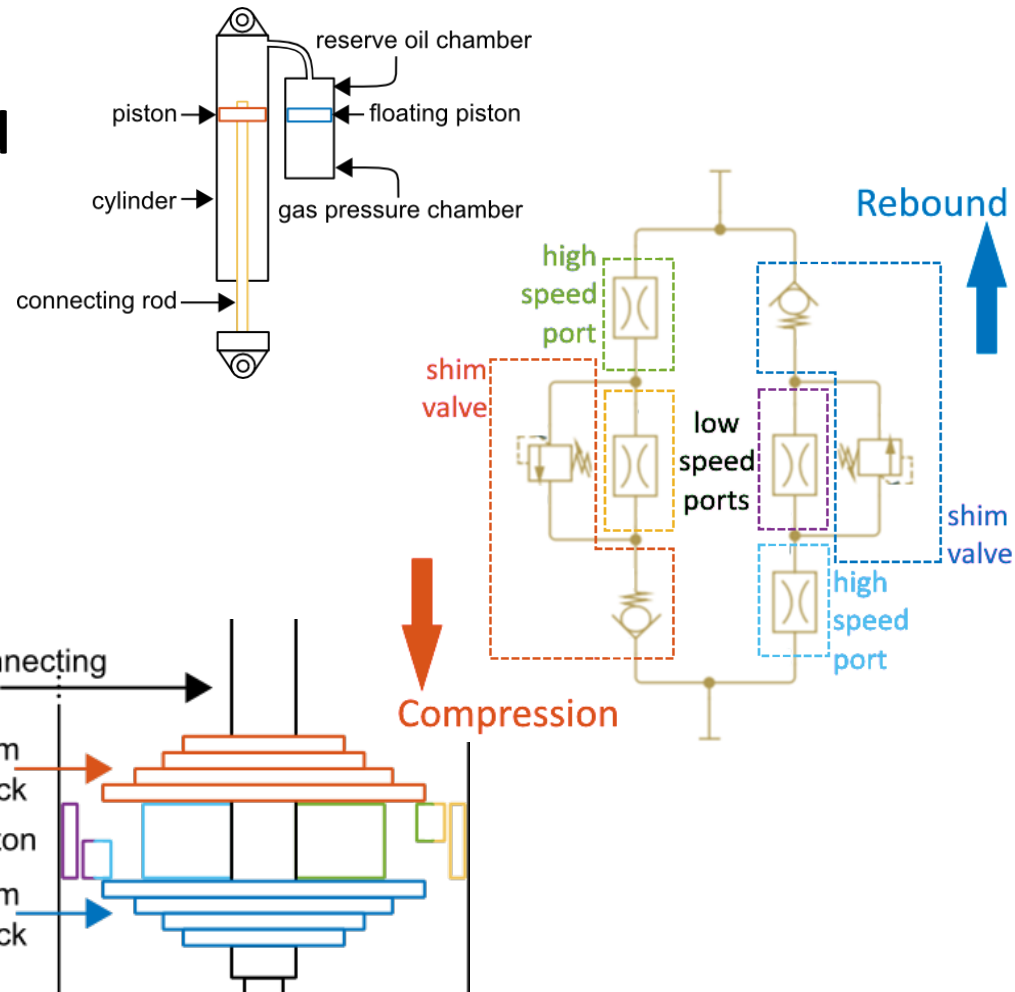 reserve oil chamber
piston
floating piston
cylinder
gas pressure chamber
connecting rod
Rebound
high
speed
port
shim
valve
low
speed
ports
shim
valve
high
speed
port
Compression
nnecting
m
ck
ton
m
ck